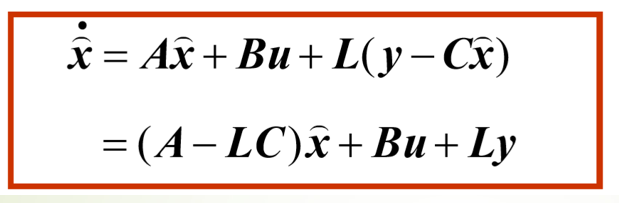 x̂̇ = Ax̂ + Bu + L(y − Cx̂)
= (A − LC)x̂ + Bu + Ly